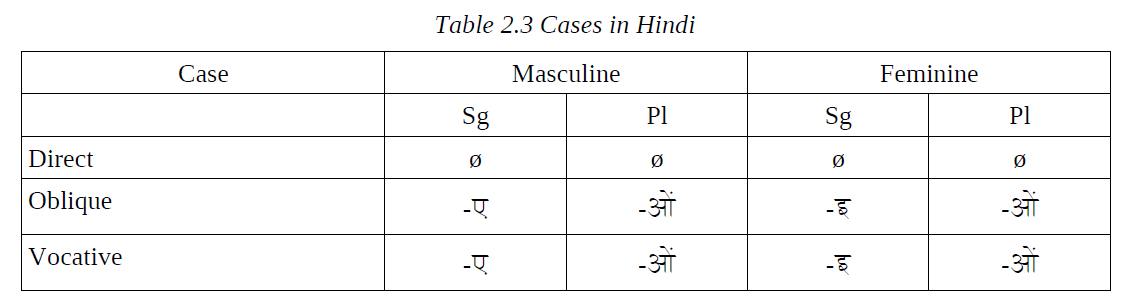 Table 2.3 Cases in Hindi
Case Masculine Feminine
Sg Pl Sg Pl
Direct ø ø ø ø
Oblique -ए -ओं -इ -ओं
Vocative -ए -ओं -इ -ओं